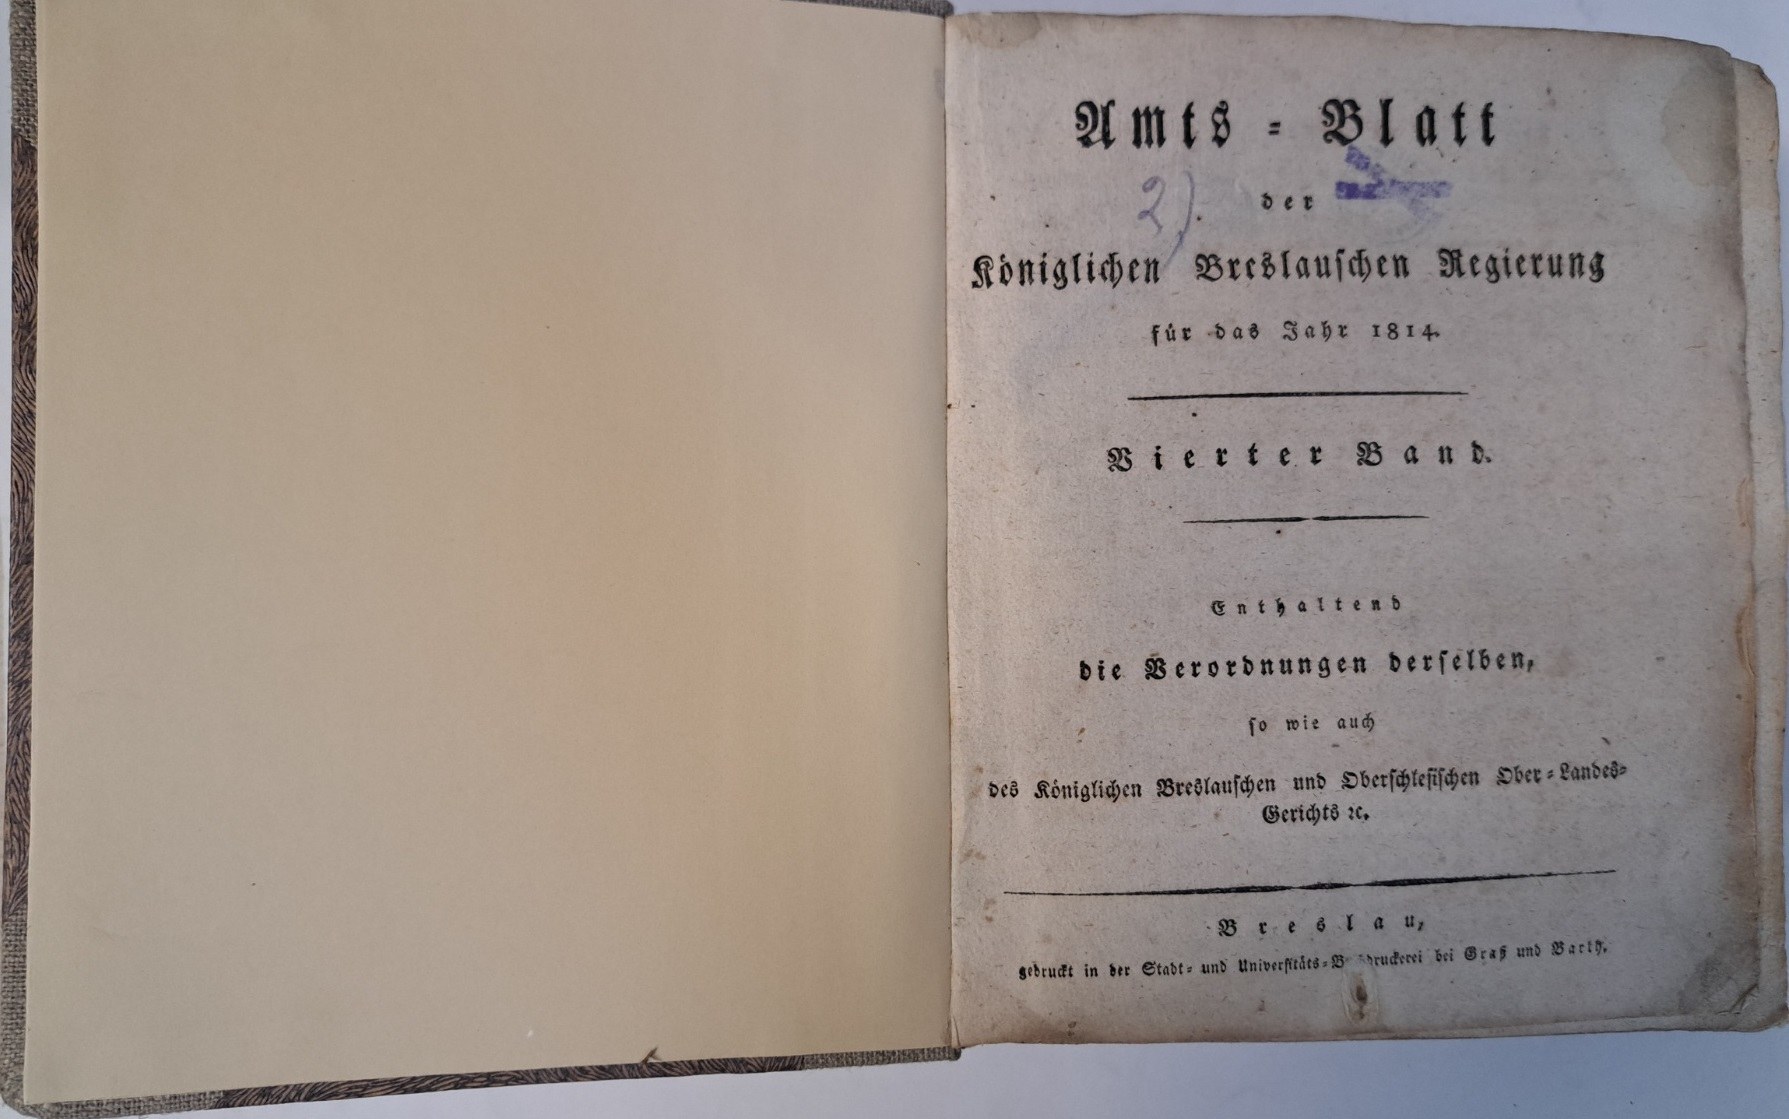 Amts-Blatt
2)
der
Königlichen Breslauſchen Regierung
für das Jahr 1814.
Vierter Band.
Enthaltend
die Verordnungen derſelben,
ſo wie auch
des Königlichen Breslauſchen und Oberſchleſiſchen Ober-Landes-
Gerichts ꝛc.
Breslau,
gedruckt in der Stadt- und Univerſitäts- bei Graß und Barth.